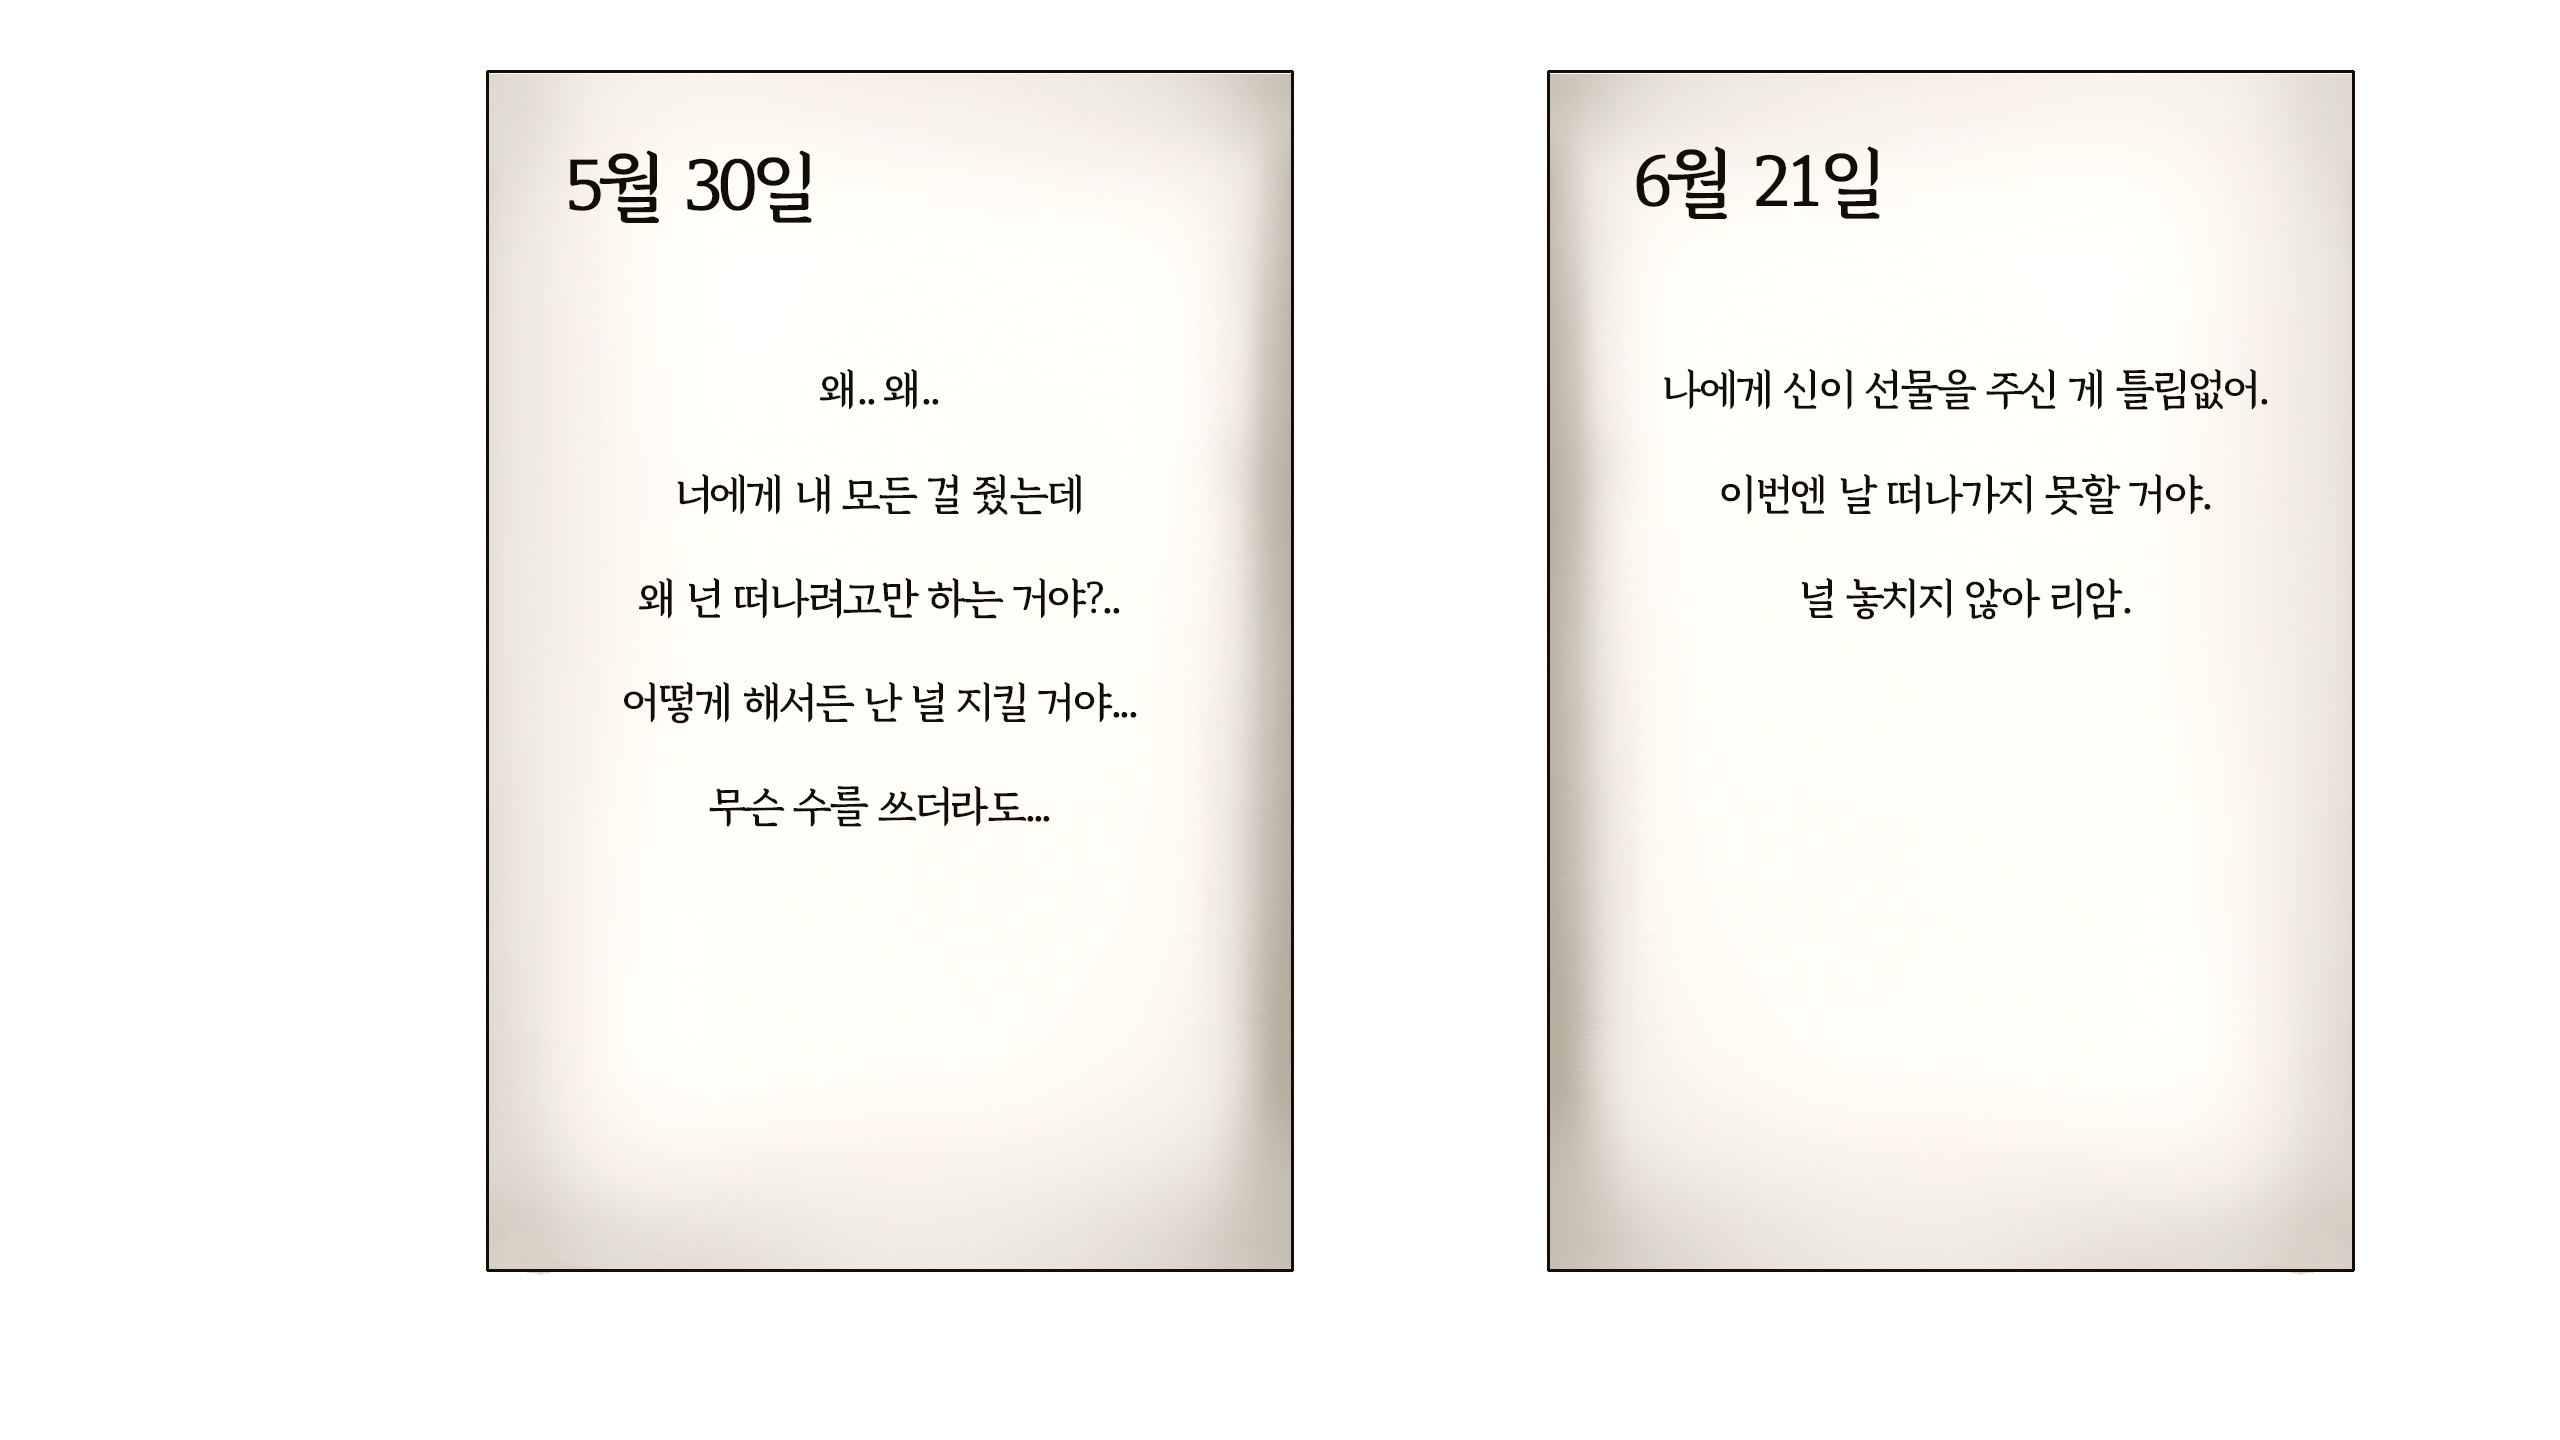 5월 30일
왜.. 왜..
너에게 내 모든 걸 줬는데
왜 넌 떠나려고만 하는 거야?..
어떻게 해서든 난 널 지킬 거야...
무슨 수를 쓰더라도...
6월 21일
나에게 신이 선물을 주신 게 틀림없어.
이번엔 날 떠나가지 못할 거야.
널 놓치지 않아 리암.